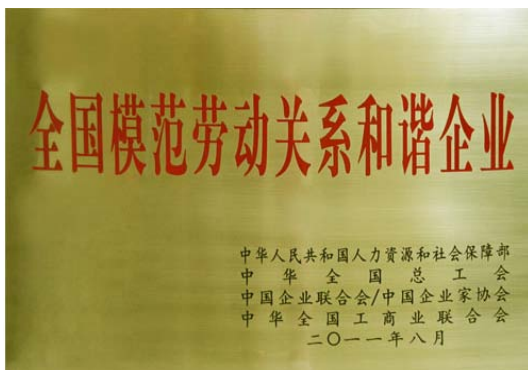 全国模范劳动关系和谐企业
中华人民共和国人力资源和社会保障部
中华全国总工会
中国企业联合会/中国企业家协会
中华全国工商业联合会
二〇一一年八月